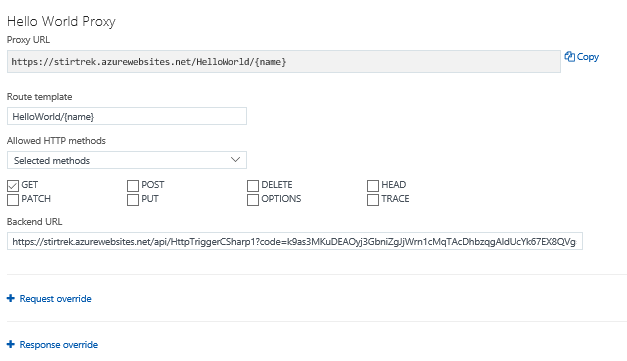 Hello World Proxy
Proxy URL
https://stirtrek.azurewebsites.net/HelloWorld/{name}
Copy
Route template
HelloWorld/{name}
Allowed HTTP methods
Selected methods
GET POST DELETE HEAD
PATCH PUT OPTIONS TRACE
Backend URL
https://stirtrek.azurewebsites.net/api/HttpTriggerCSharp1?code=k9as3MKuDEAOyj3GbniZgJjWrn1cMqTAcDhbzqgAldUcYk67EX8QVg
Request override
Response override